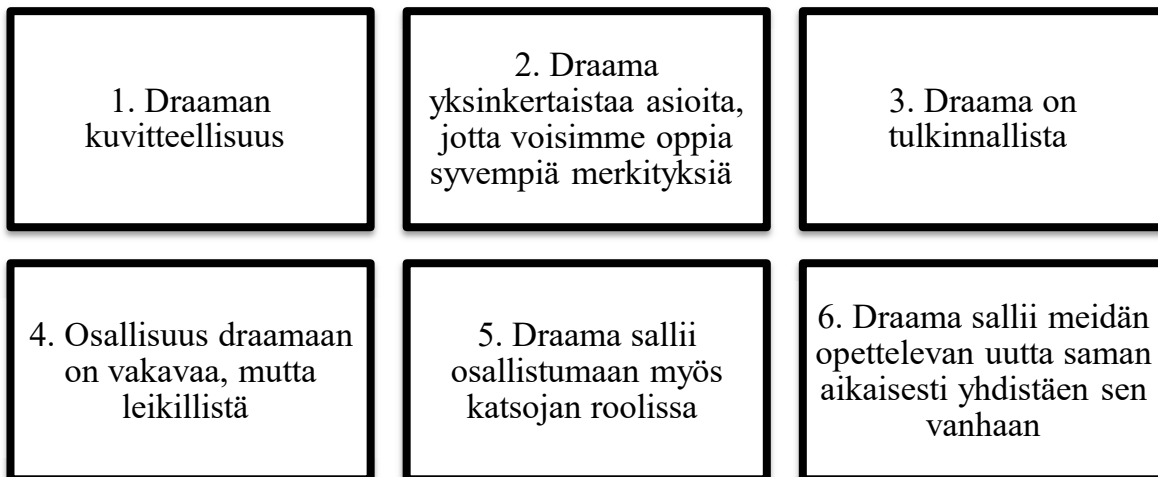 1. Draaman
kuvitteellisuus
2. Draama
yksinkertaistaa asioita,
jotta voisimme oppia
syvempiä merkityksiä
3. Draama on
tulkinnallista
4. Osallisuus draamaan
on vakavaa, mutta
leikillistä
5. Draama sallii
osallistumaan myös
katsojan roolissa
6. Draama sallii meidän
opettelevan uutta saman
aikaisesti yhdistäen sen
vanhaan